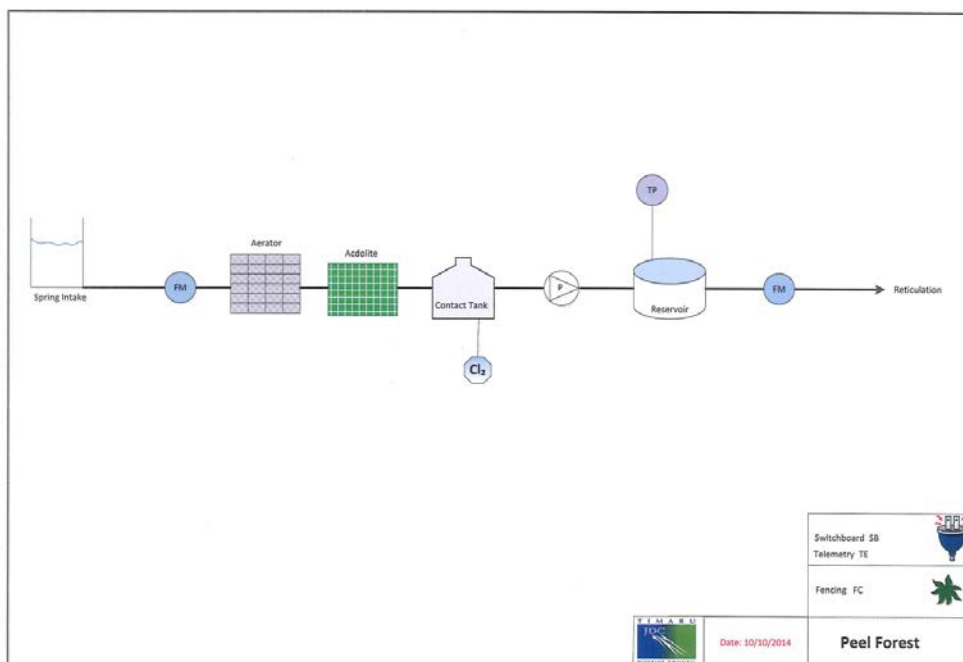 TP
Aerator
Acdolite
Spring Intake
FM
Contact Tank
P
Reservoir
FM
Reticulation
Cl₂
Switchboard SB
Telemetry TE
Fencing FC
TIMARU
Date: 10/10/2014
Peel Forest